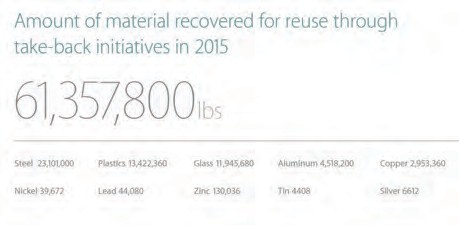 Amount of material recovered for reuse through
take-back initiatives in 2015
61,357,800lbs
Steel 23,101,000 Plastics 13,422,360 Glass 11,945,680 Aluminum 4,518,200 Copper 2,953,360
Nickel 39,672 Lead 44,080 Zinc 130,036 Tin 4408 Silver 6612